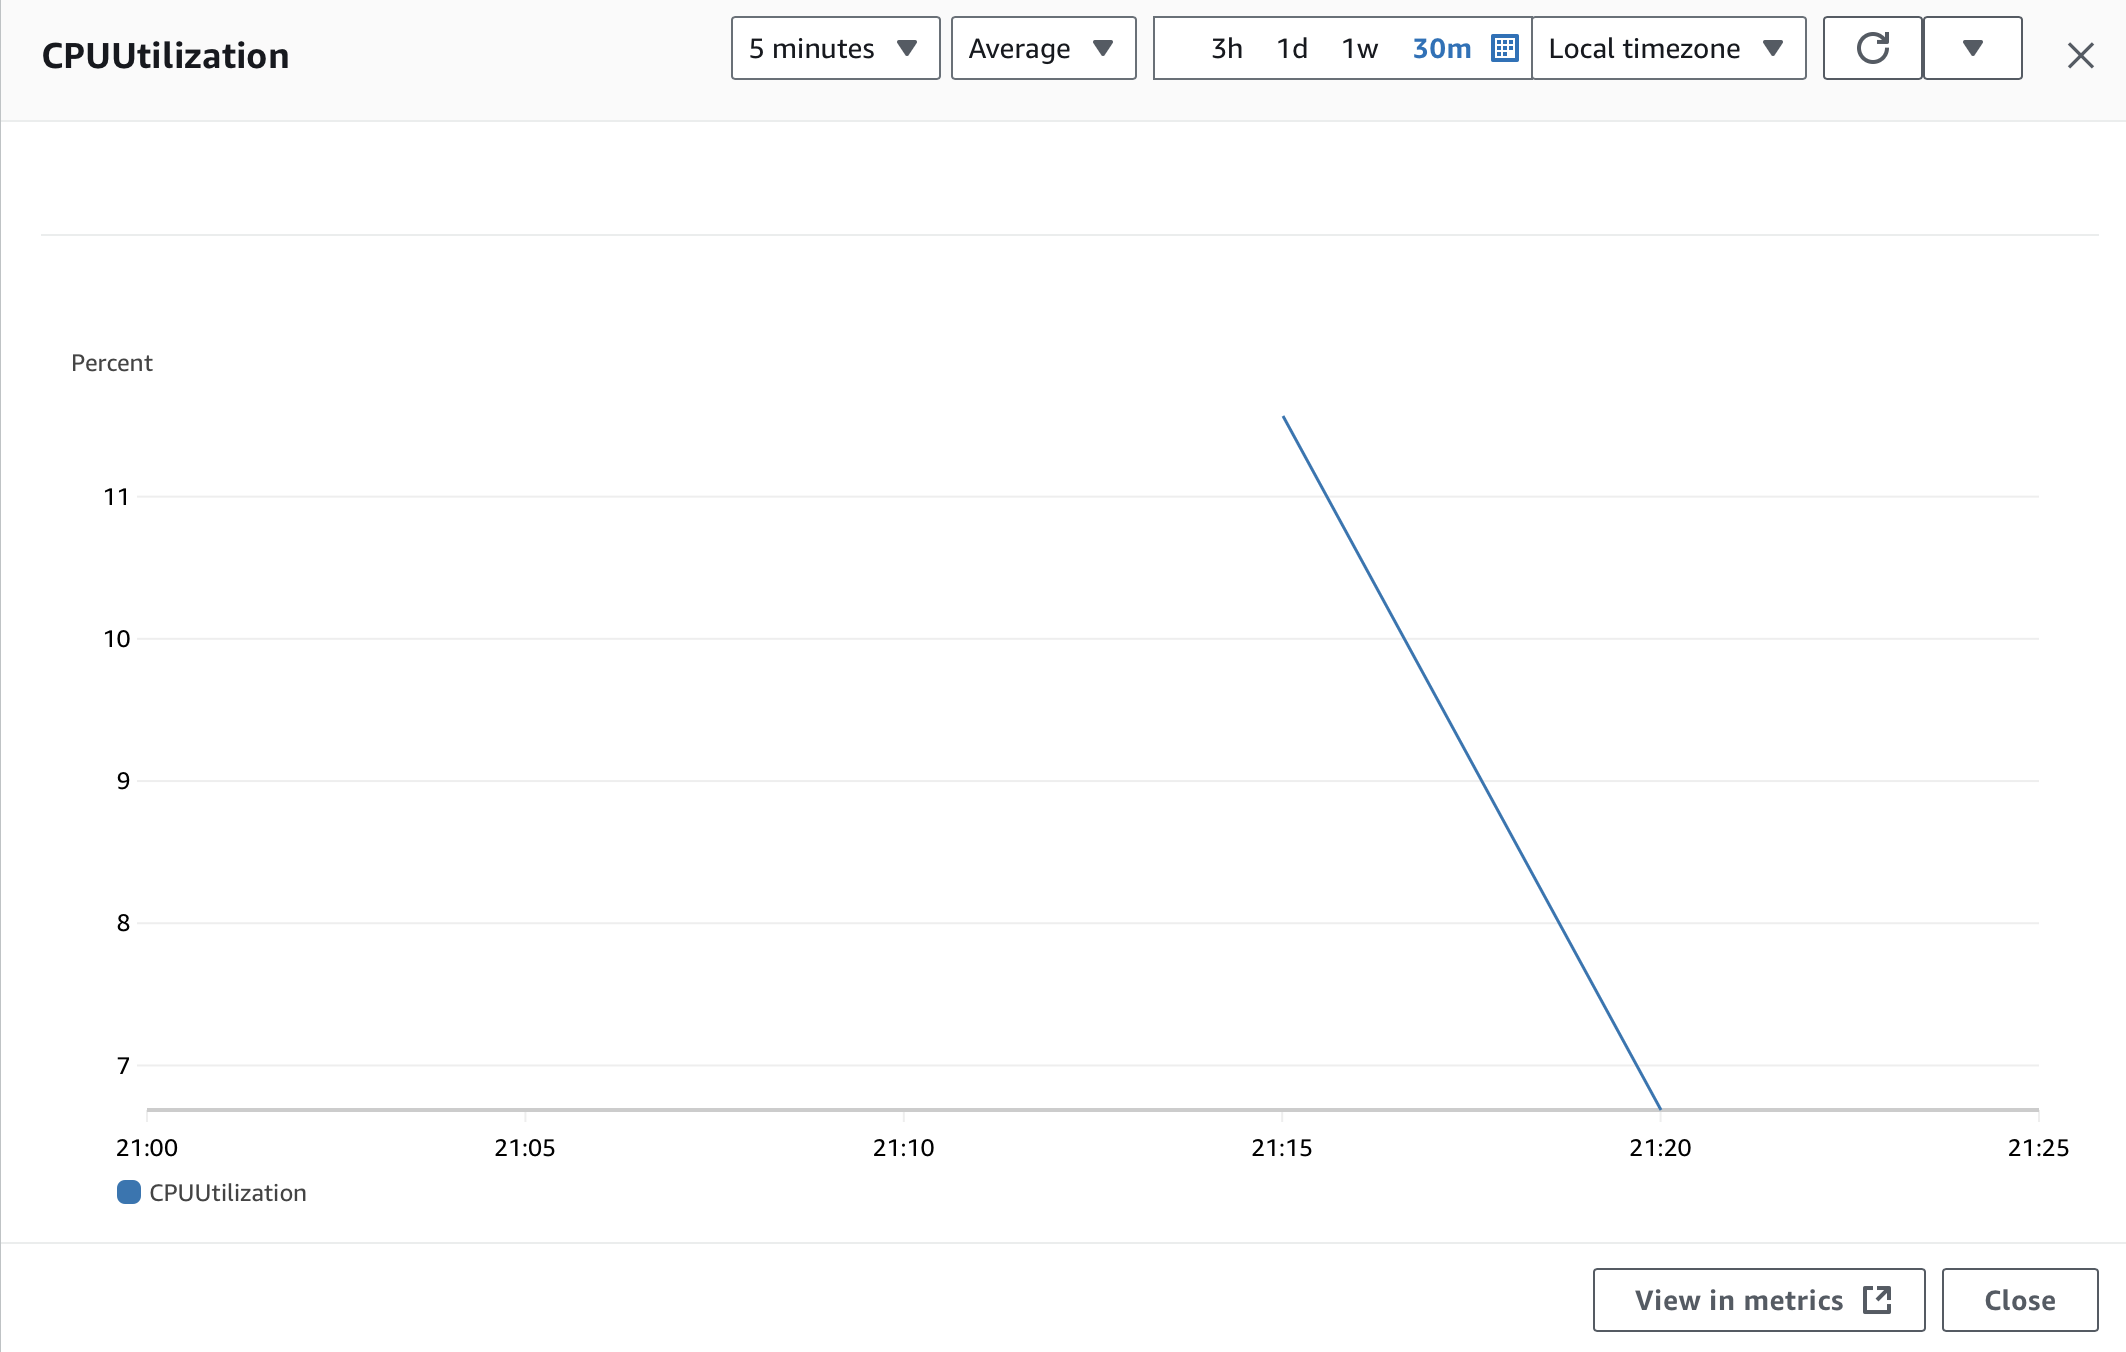 CPUUtilization
5 minutes
Average
3h 1d 1w 30m
Local timezone
Percent
11
10
9
8
7
21:00 21:05 21:10 21:15 21:20 21:25
CPUUtilization
View in metrics
Close